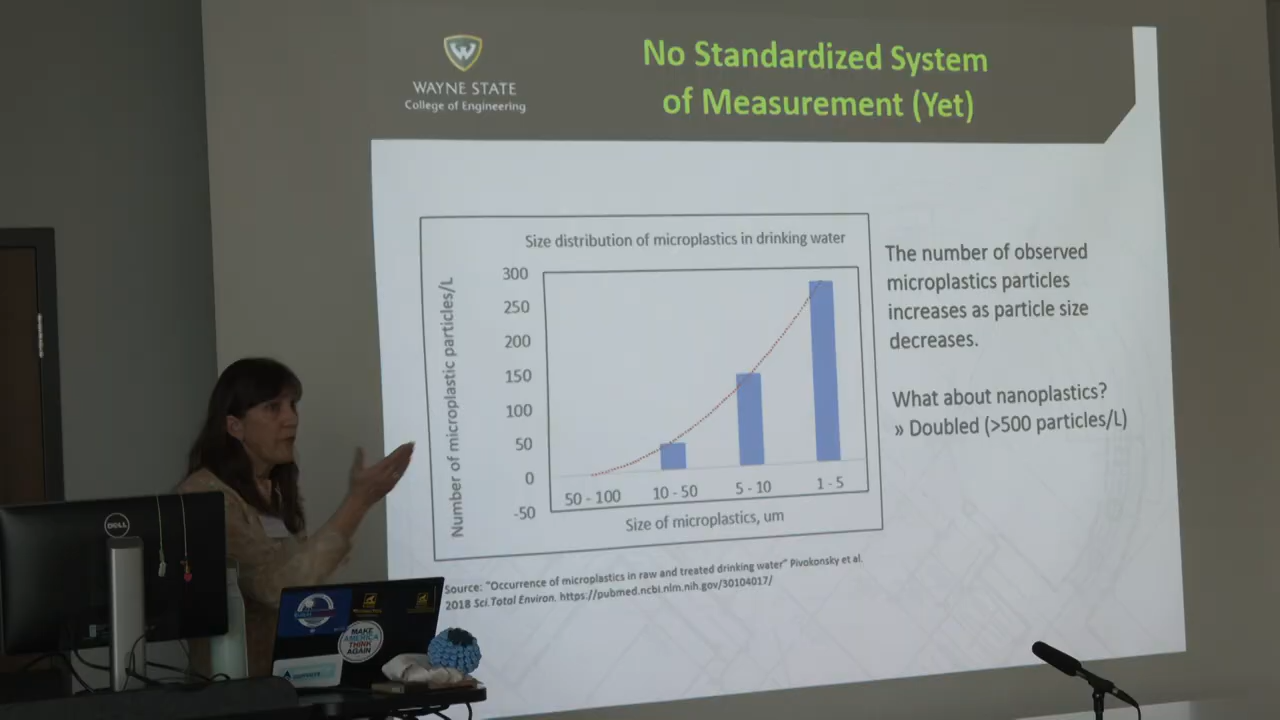 WAYNE STATE
College of Engineering
No Standardized System
of Measurement (Yet)
Size distribution of microplastics in drinking water
Number of microplastic particles/L
300
250
200
150
100
50
0
-50
50 - 100
10 - 50
5 - 10
1 - 5
Size of microplastics, um
The number of observed
microplastics particles
increases as particle size
decreases.
What about nanoplastics?
» Doubled (>500 particles/L)
Source: "Occurrence of microplastics in raw and treated drinking water" Pivokonsky et al.
2018 Sci.Total Environ. https://pubmed.ncbi.nlm.nih.gov/30104017/
DELL
MAKE
AMERICA
THINK
AGAIN